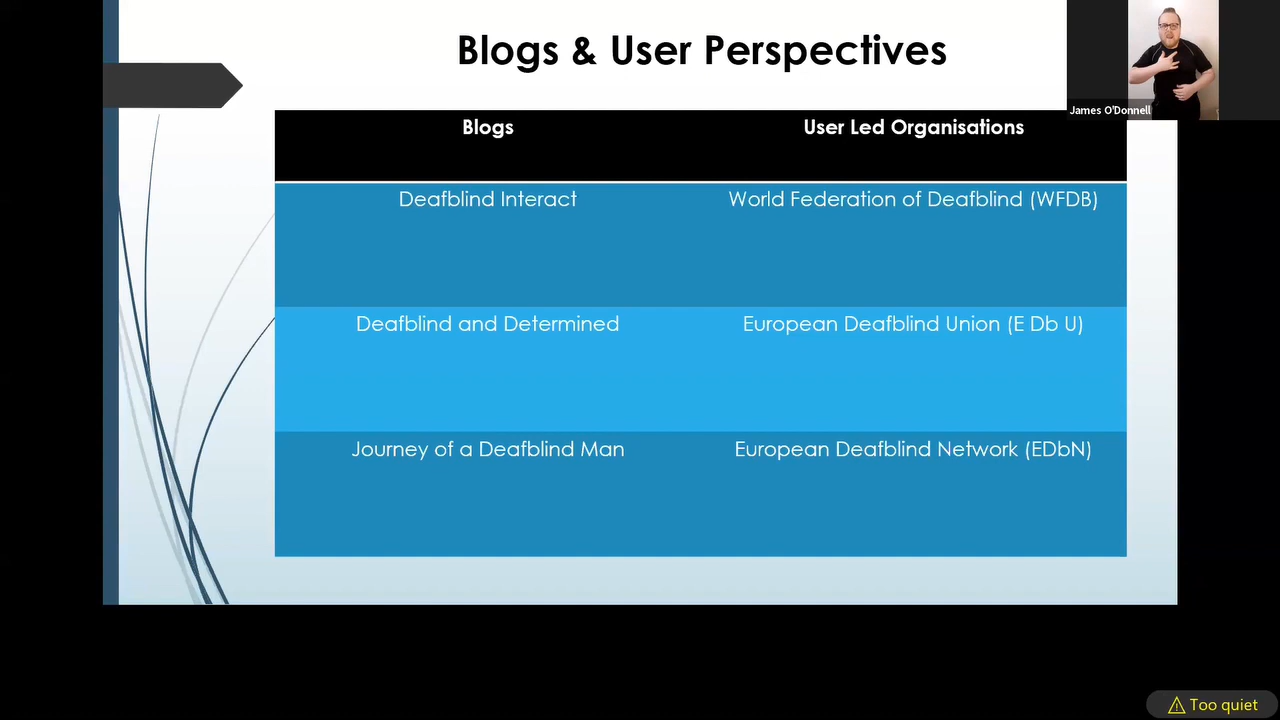 Blogs & User Perspectives
James O'Donnell
Blogs
User Led Organisations
Deafblind Interact
World Federation of Deafblind (WFDB)
Deafblind and Determined
European Deafblind Union (E Db U)
Journey of a Deafblind Man
European Deafblind Network (EDbN)
Too quiet